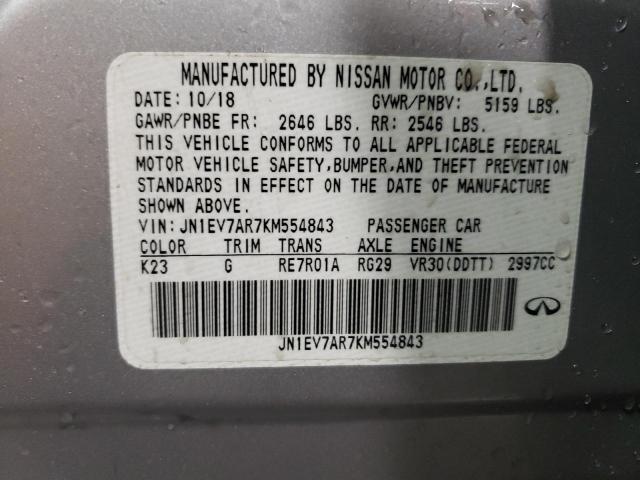 MANUFACTURED BY NISSAN MOTOR CO.,LTD.
DATE: 10/18 GVWR/PNBV: 5159 LBS.
GAWR/PNBE FR: 2646 LBS. RR: 2546 LBS.
THIS VEHICLE CONFORMS TO ALL APPLICABLE FEDERAL
MOTOR VEHICLE SAFETY,BUMPER,AND THEFT PREVENTION
STANDARDS IN EFFECT ON THE DATE OF MANUFACTURE
SHOWN ABOVE.
VIN: JN1EV7AR7KM554843 PASSENGER CAR
COLOR TRIM TRANS AXLE ENGINE
K23 G RE7R01A RG29 VR30(DDTT) 2997CC
JN1EV7AR7KM554843